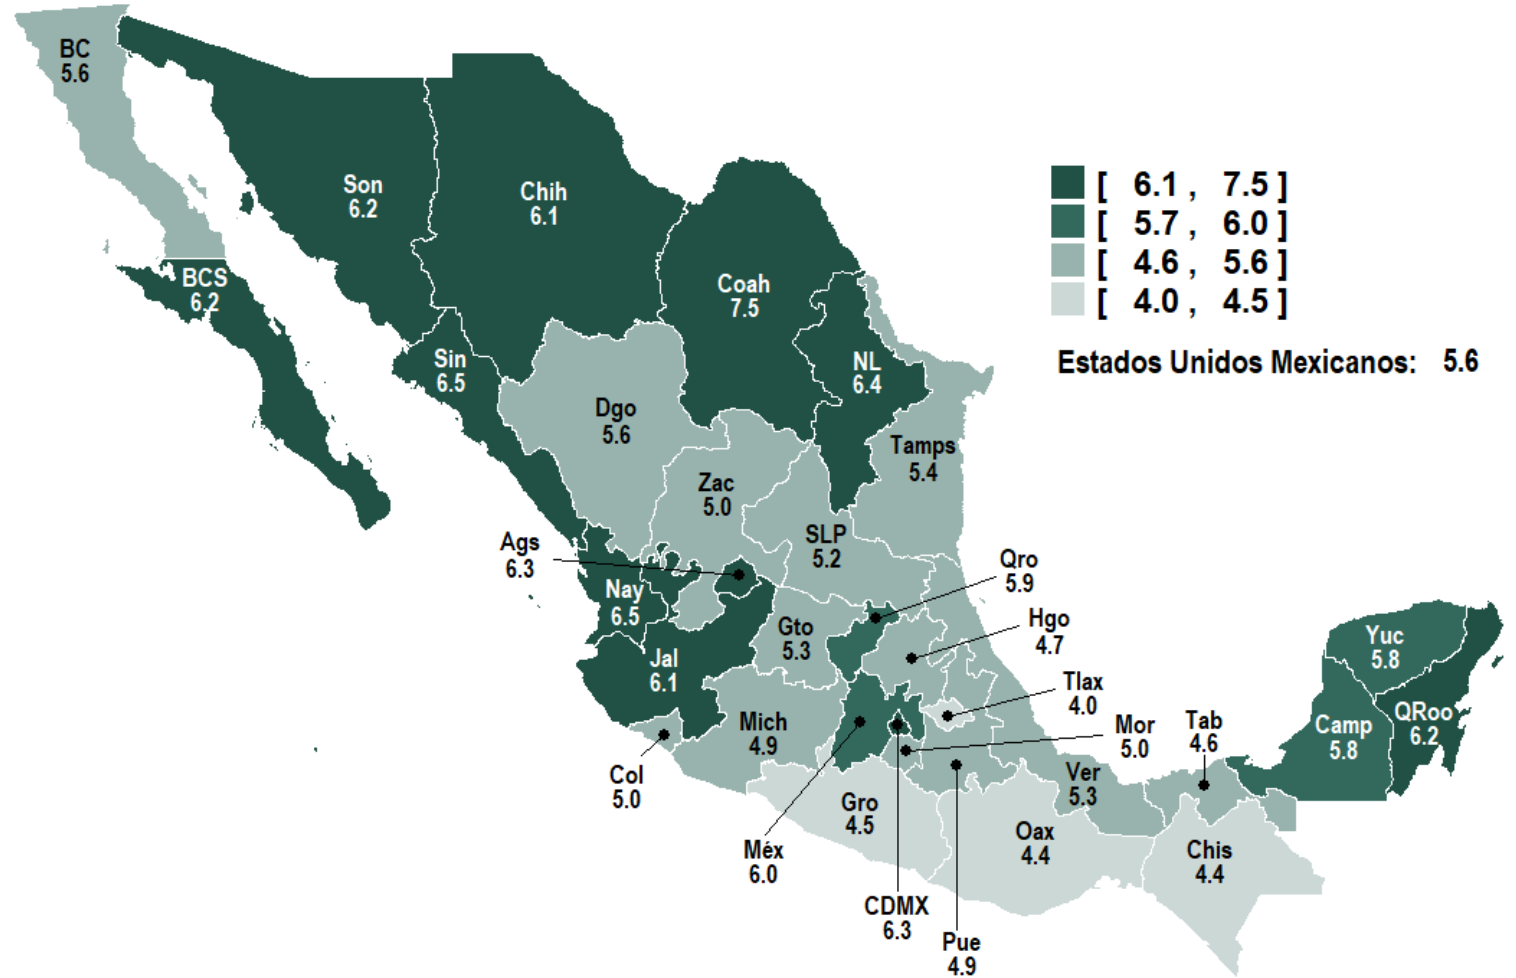 BC
5.6
Son
6.2
Chih
6.1
[ 6.1 , 7.5 ]
[ 5.7 , 6.0 ]
[ 4.6 , 5.6 ]
[ 4.0 , 4.5 ]
Estados Unidos Mexicanos: 5.6
BCS
6.2
Coah
7.5
Sin
6.5
NL
6.4
Dgo
5.6
Tamps
5.4
Zac
5.0
SLP
5.2
Ags
6.3
Qro
5.9
Nay
6.5
Gto
5.3
Hgo
4.7
Yuc
5.8
Jal
6.1
Tlax
4.0
Mich
4.9
Mor
5.0
Tab
4.6
Camp
5.8
QRoo
6.2
Col
5.0
Ver
5.3
Gro
4.5
Oax
4.4
Chis
4.4
Méx
6.0
CDMX
6.3
Pue
4.9